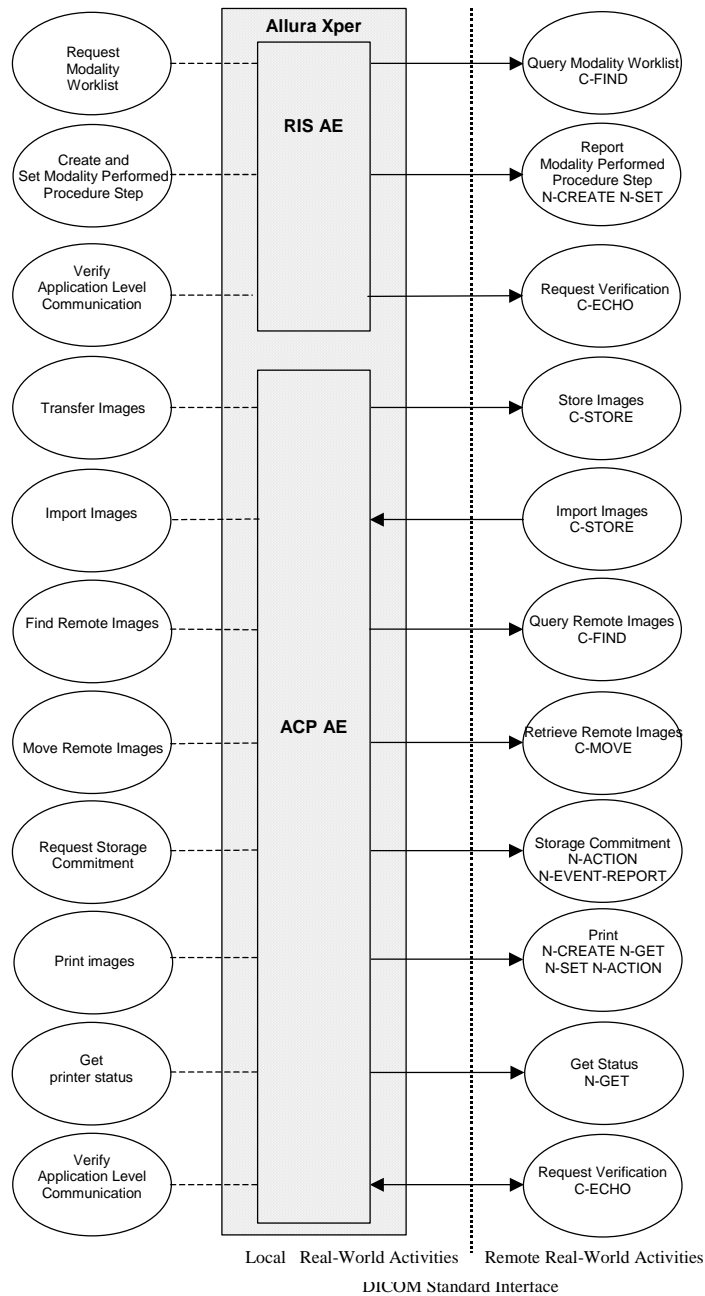 Allura Xper
Request
Modality
Worklist
RIS AE
Query Modality Worklist
C-FIND
Create and
Set Modality Performed
Procedure Step
Report
Modality Performed
Procedure Step
N-CREATE N-SET
Verify
Application Level
Communication
Request Verification
C-ECHO
Transfer Images
Store Images
C-STORE
Import Images
Import Images
C-STORE
Find Remote Images
Query Remote Images
C-FIND
Move Remote Images
ACP AE
Retrieve Remote Images
C-MOVE
Request Storage
Commitment
Storage Commitment
N-ACTION
N-EVENT-REPORT
Print images
Print
N-CREATE N-GET
N-SET N-ACTION
Get
printer status
Get Status
N-GET
Verify
Application Level
Communication
Request Verification
C-ECHO
Local Real-World Activities
Remote Real-World Activities
DICOM Standard Interface